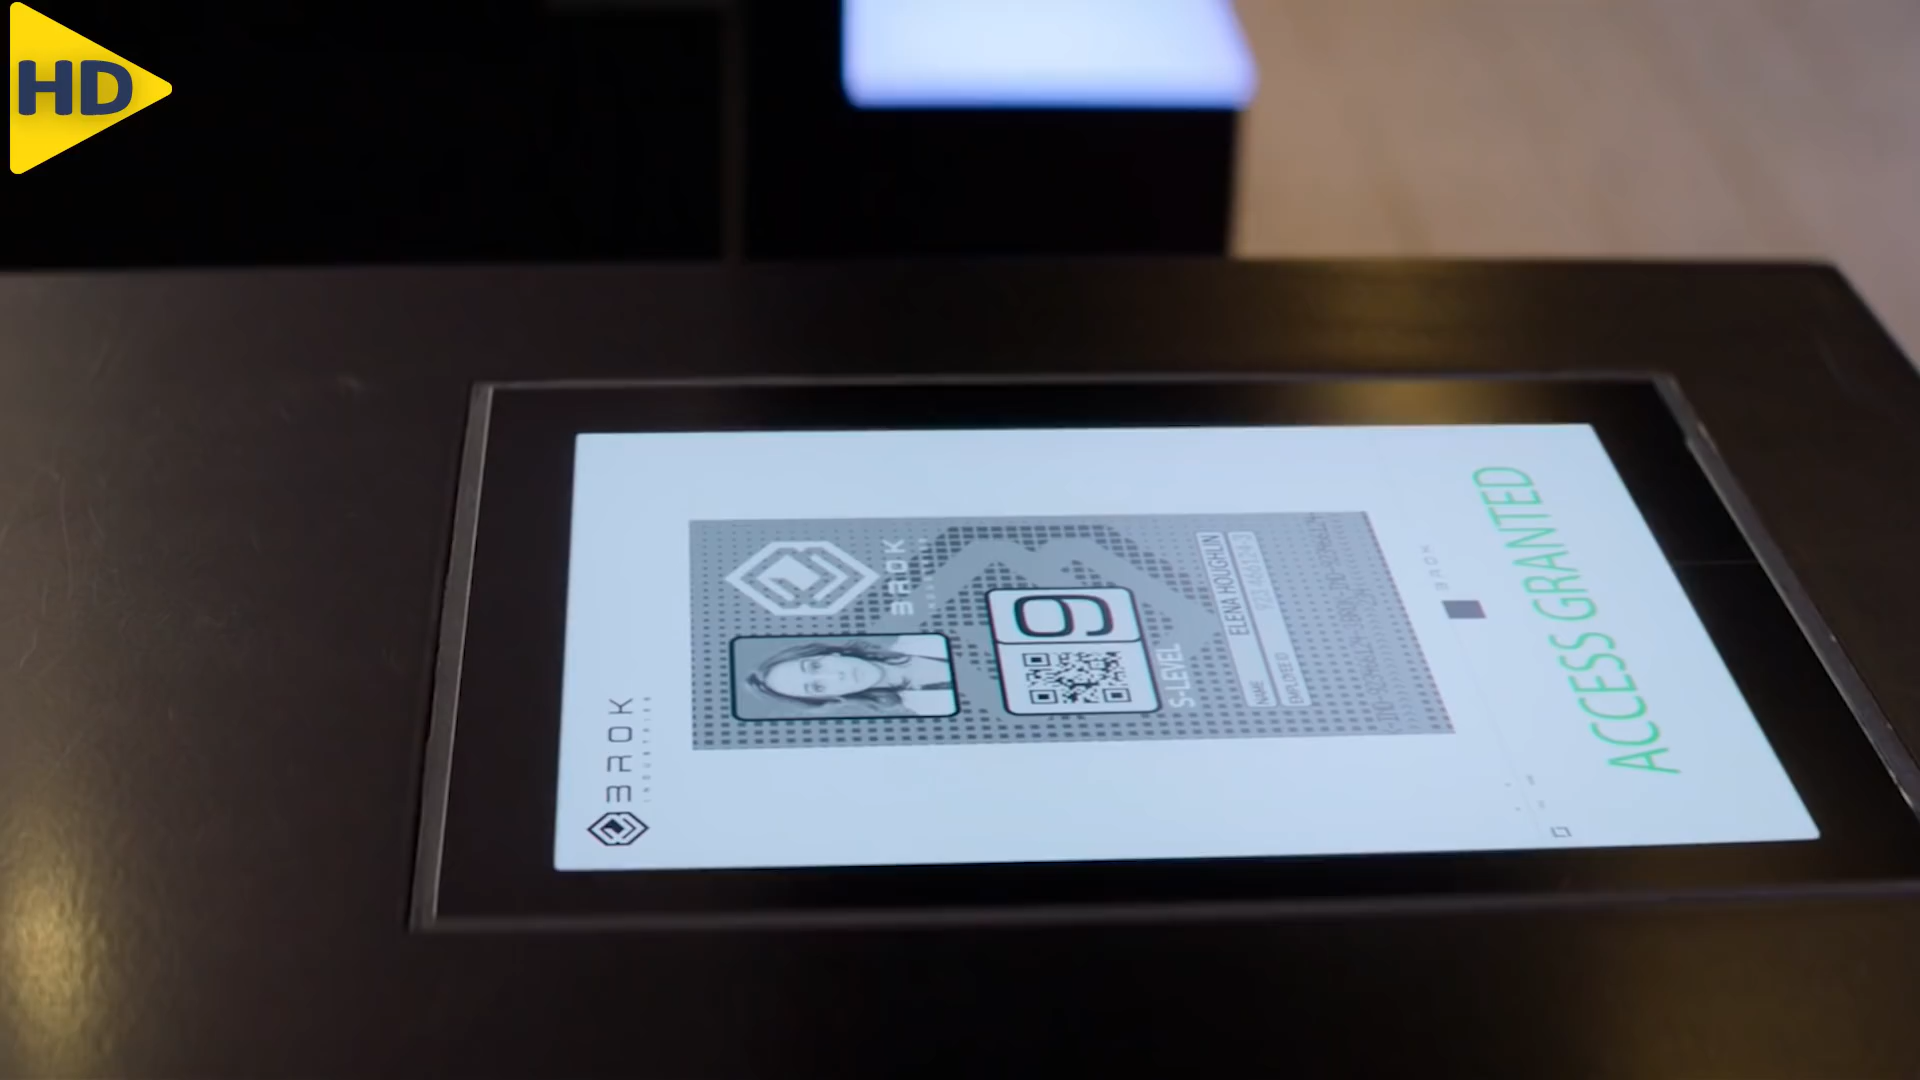 HD
BROK
INDUSTRIES
BROK
9
S-LEVEL
NAME
ELENA HOUGHLIN
EMPLOYEE ID
BROK
ACCESS GRANTED